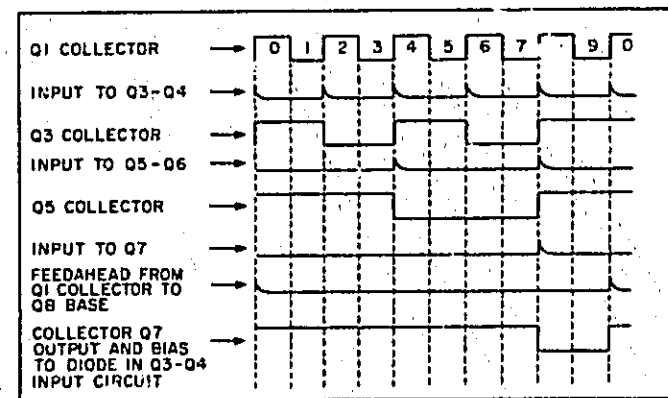 Q1 COLLECTOR
0 1 2 3 4 5 6 7 9 0
INPUT TO Q3-Q4
Q3 COLLECTOR
INPUT TO Q5-Q6
Q5 COLLECTOR
INPUT TO Q7
FEEDAHEAD FROM
Q1 COLLECTOR TO
Q8 BASE
COLLECTOR Q7
OUTPUT AND BIAS
TO DIODE IN Q3-Q4
INPUT CIRCUIT